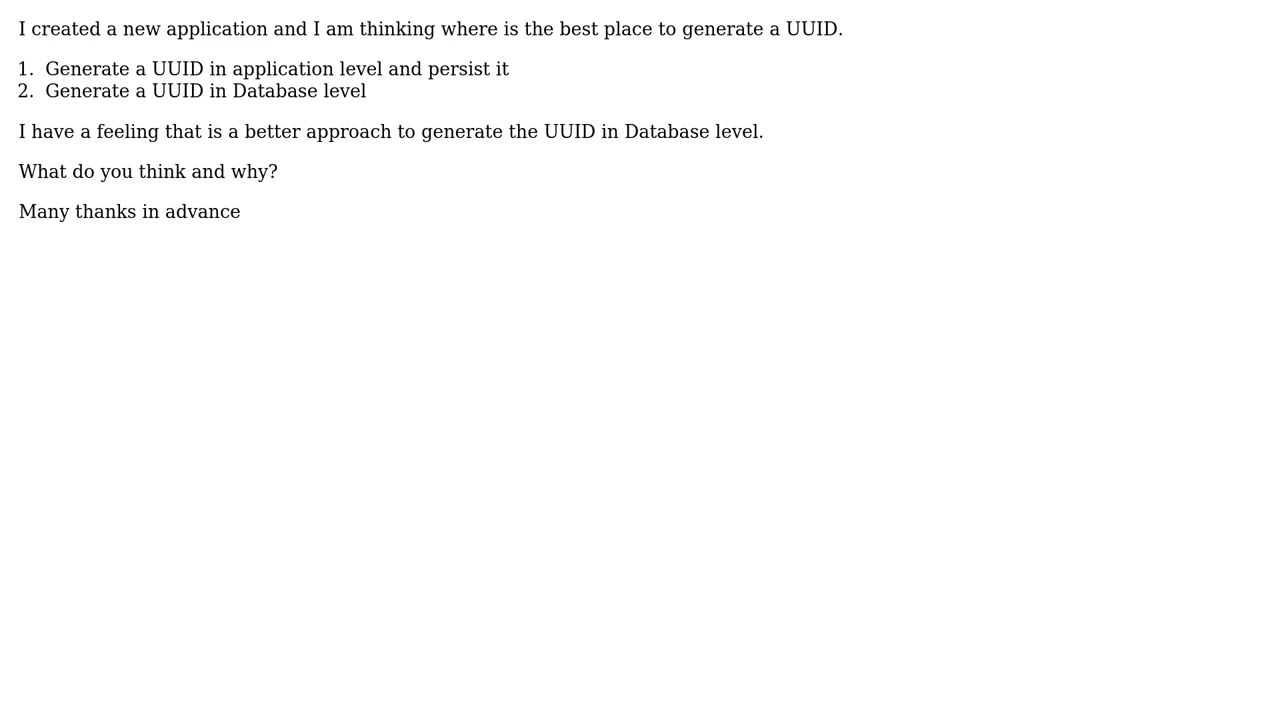 I created a new application and I am thinking where is the best place to generate a UUID.
1. Generate a UUID in application level and persist it
2. Generate a UUID in Database level
I have a feeling that is a better approach to generate the UUID in Database level.
What do you think and why?
Many thanks in advance